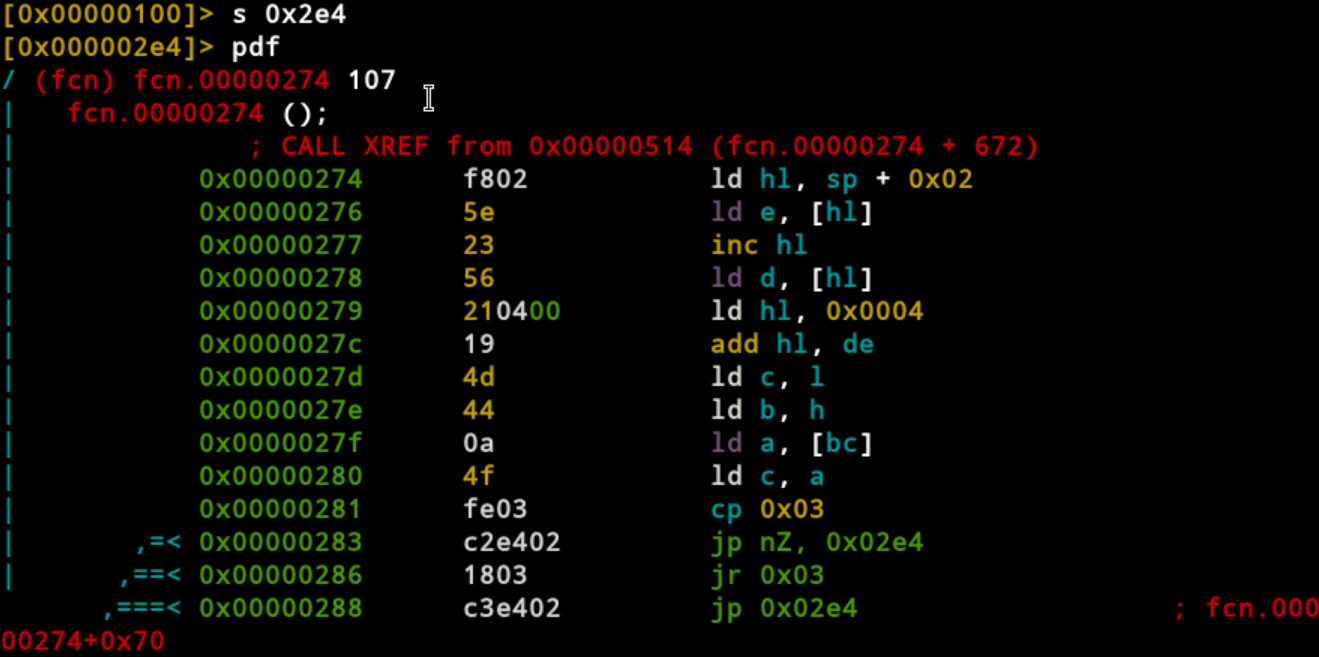 [0x00000100]> s 0x2e4
[0x000002e4]> pdf
/ (fcn) fcn.00000274 107
|   fcn.00000274 ();
|               ; CALL XREF from 0x00000514 (fcn.00000274 + 672)
|           0x00000274      f802           ld hl, sp + 0x02
|           0x00000276      5e             ld e, [hl]
|           0x00000277      23             inc hl
|           0x00000278      56             ld d, [hl]
|           0x00000279      210400         ld hl, 0x0004
|           0x0000027c      19             add hl, de
|           0x0000027d      4d             ld c, l
|           0x0000027e      44             ld b, h
|           0x0000027f      0a             ld a, [bc]
|           0x00000280      4f             ld c, a
|           0x00000281      fe03           cp 0x03
|       ,=< 0x00000283      c2e402         jp nZ, 0x02e4
|      ,==< 0x00000286      1803           jr 0x03
      ,===< 0x00000288      c3e402         jp 0x02e4                   ; fcn.000
00274+0x70